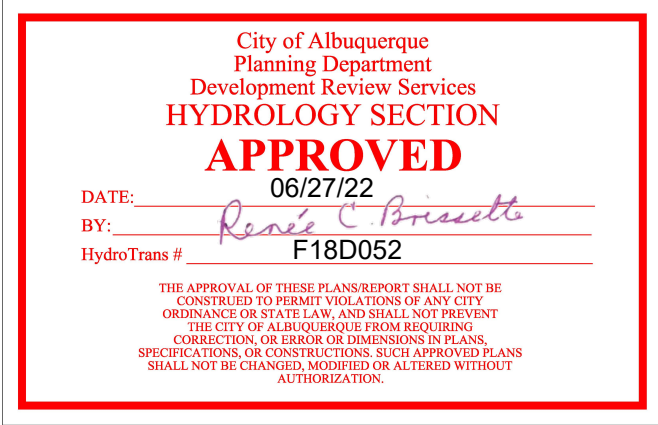 City of Albuquerque
Planning Department
Development Review Services
HYDROLOGY SECTION
APPROVED
DATE: 06/27/22
BY: Renée C. Brissette
HydroTrans # F18D052
THE APPROVAL OF THESE PLANS/REPORT SHALL NOT BE
CONSTRUED TO PERMIT VIOLATIONS OF ANY CITY
ORDINANCE OR STATE LAW, AND SHALL NOT PREVENT
THE CITY OF ALBUQUERQUE FROM REQUIRING
CORRECTION, OR ERROR OR DIMENSIONS IN PLANS,
SPECIFICATIONS, OR CONSTRUCTIONS. SUCH APPROVED PLANS
SHALL NOT BE CHANGED, MODIFIED OR ALTERED WITHOUT
AUTHORIZATION.